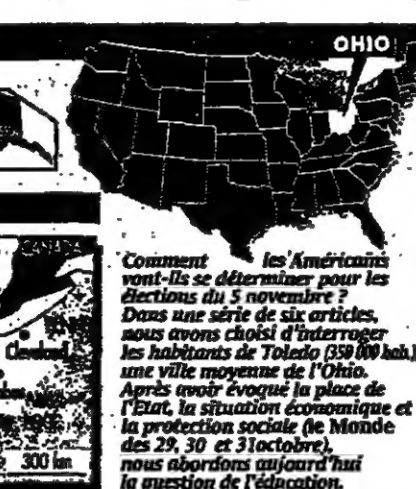 OHIO
CANADA
Cleveland
300 km
Comment les Américains
vont-ils se déterminer pour les
élections du 5 novembre ?
Dans une série de six articles,
nous avons choisi d'interroger
les habitants de Toledo (350 000 hab.)
une ville moyenne de l'Ohio.
Après avoir évoqué la place de
l'Etat, la situation économique et
la protection sociale (le Monde
des 29, 30 et 31octobre),
nous abordons aujourd'hui
la question de l'éducation.